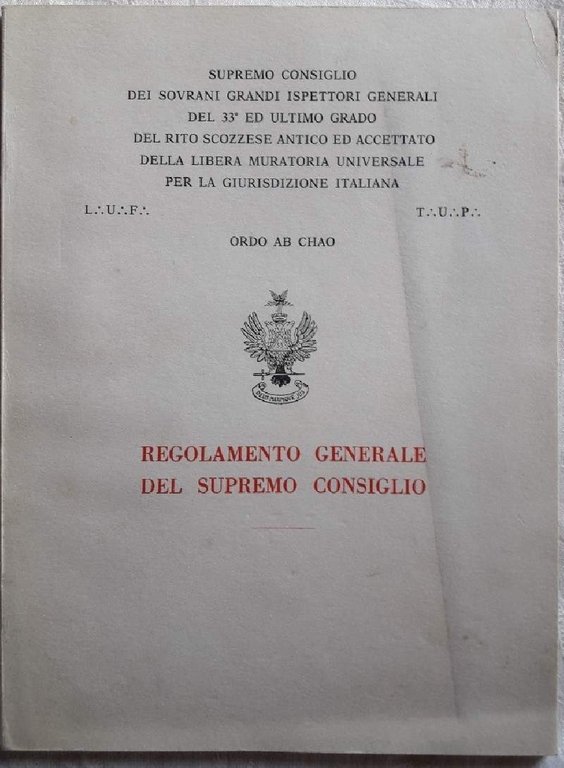 SUPREMO CONSIGLIO
DEI SOVRANI GRANDI ISPETTORI GENERALI
DEL 33° ED ULTIMO GRADO
DEL RITO SCOZZESE ANTICO ED ACCETTATO
DELLA LIBERA MURATORIA UNIVERSALE
PER LA GIURISDIZIONE ITALIANA
L∴U∴F∴ T∴U∴P∴
ORDO AB CHAO
REGOLAMENTO GENERALE
DEL SUPREMO CONSIGLIO